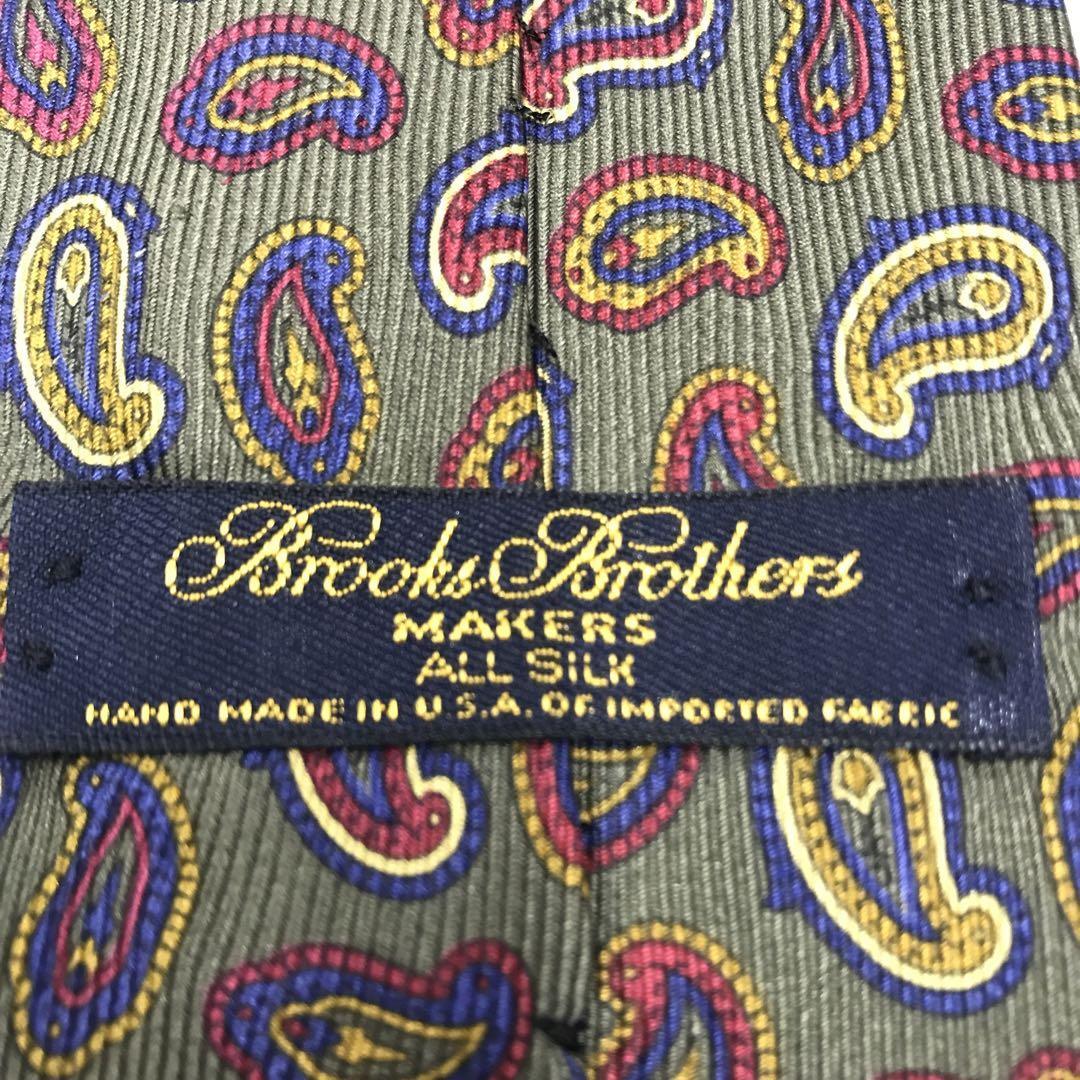 Brooks Brothers
MAKERS
ALL SILK
HAND MADE IN U.S.A. OF IMPORTED FABRIC